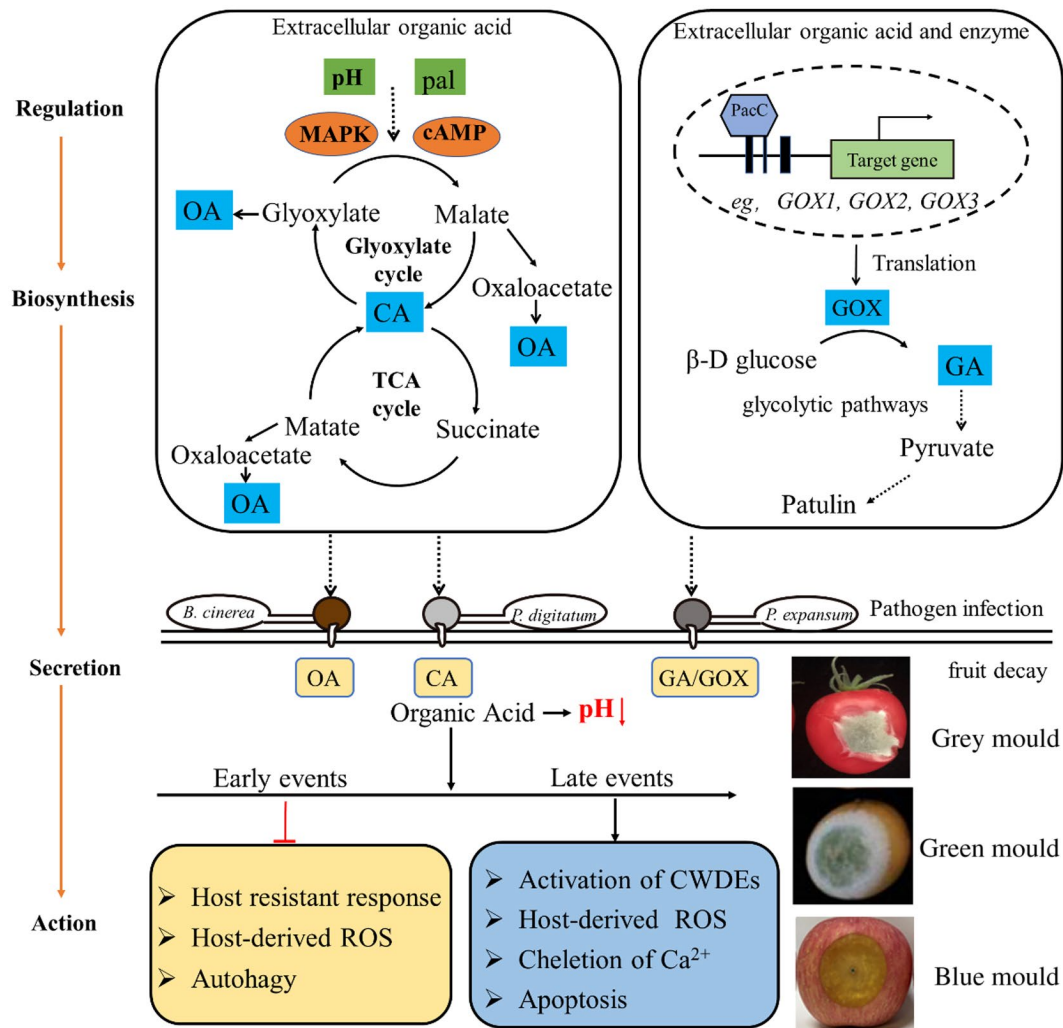 Extracellular organic acid
pH
pal
MAPK
cAMP
OA
Glyoxylate
Malate
Glyoxylate
cycle
Oxaloacetate
CA
OA
TCA
cycle
Matate
Succinate
Oxaloacetate
OA
Extracellular organic acid and enzyme
PacC
Target gene
eg, GOX1, GOX2, GOX3
Translation
GOX
β-D glucose
GA
glycolytic pathways
Pyruvate
Patulin
Regulation
Biosynthesis
Secretion
Action
B. cinerea
P. digitatum
P. expansum
Pathogen infection
OA
CA
GA/GOX
fruit decay
Organic Acid
pH↓
Grey mould
Early events
Late events
Green mould
➢ Host resistant response
➢ Host-derived ROS
➢ Autohagy
➢ Activation of CWDEs
➢ Host-derived ROS
➢ Cheletion of Ca²⁺
➢ Apoptosis
Blue mould